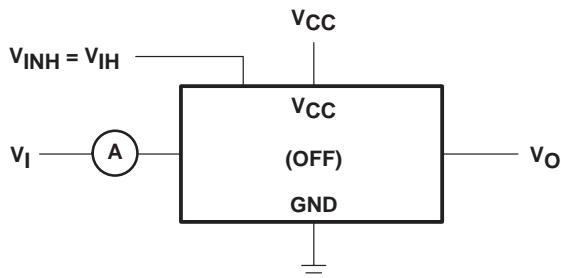 VCC
VINH = VIH
VCC
VI
A
(OFF)
VO
GND